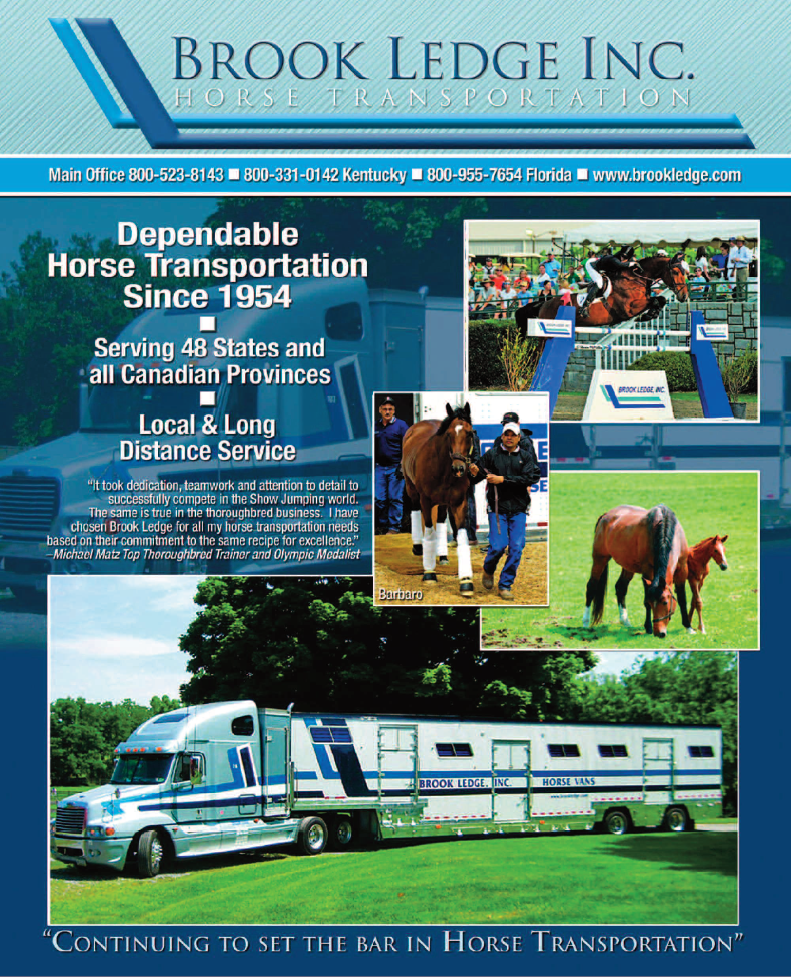 BROOK LEDGE INC.
HORSE TRANSPORTATION
Main Office 800-523-8143 ■ 800-331-0142 Kentucky ■ 800-955-7654 Florida ■ www.brookledge.com
Dependable
Horse Transportation
Since 1954
■
Serving 48 States and
all Canadian Provinces
■
Local & Long
Distance Service
"It took dedication, teamwork and attention to detail to
successfully compete in the Show Jumping world.
The same is true in the thoroughbred business. I have
chosen Brook Ledge for all my horse transportation needs
based on their commitment to the same recipe for excellence."
–Michael Matz Top Thoroughbred Trainer and Olympic Medalist
BROOK LEDGE, INC.
Barbaro
BROOK LEDGE, INC. HORSE VANS
www.brookledge.com
"CONTINUING TO SET THE BAR IN HORSE TRANSPORTATION"